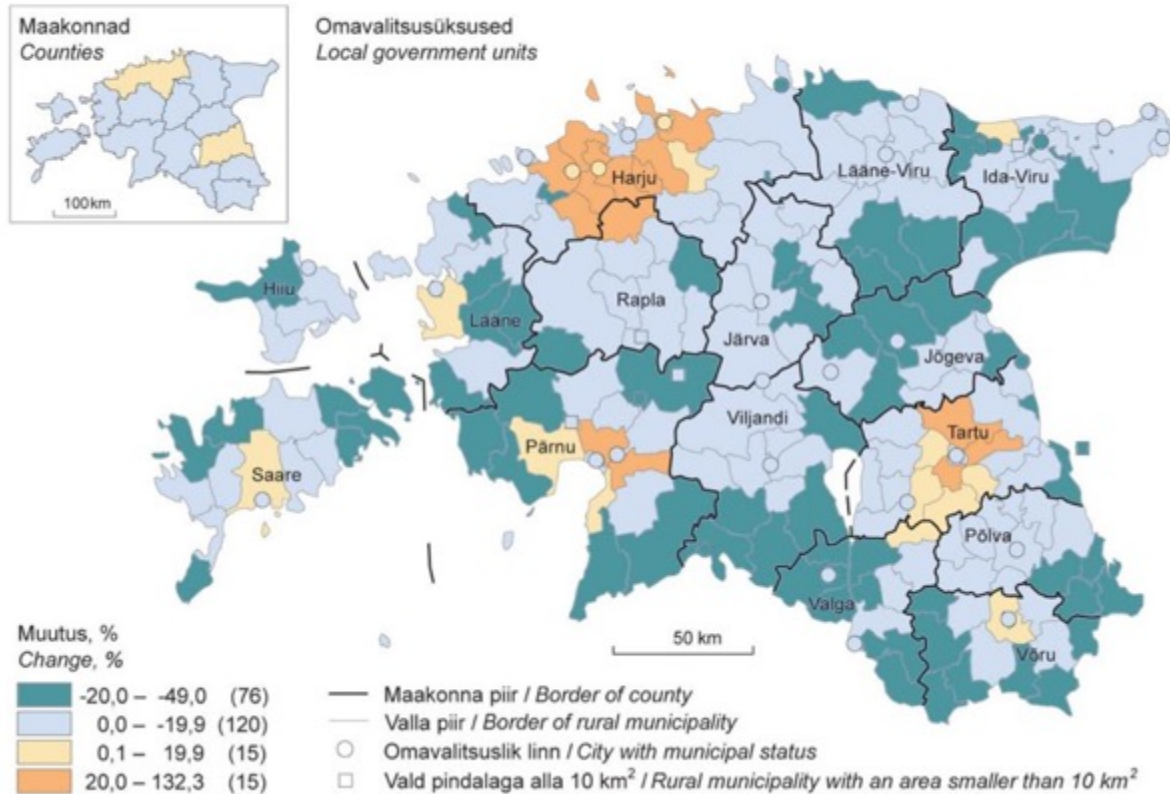 Maakonnad
Counties
100 km
Omavalitsusüksused
Local government units
Harju
Lääne-Viru
Ida-Viru
Hiiu
Lääne
Rapla
Järva
Jõgeva
Viljandi
Tartu
Pärnu
Saare
Põlva
Valga
Võru
50 km
Muutus, %
Change, %
-20,0 – -49,0 (76)
0,0 – -19,9 (120)
0,1 – 19,9 (15)
20,0 – 132,3 (15)
Maakonna piir / Border of county
Valla piir / Border of rural municipality
Omavalitsuslik linn / City with municipal status
Vald pindalaga alla 10 km² / Rural municipality with an area smaller than 10 km²